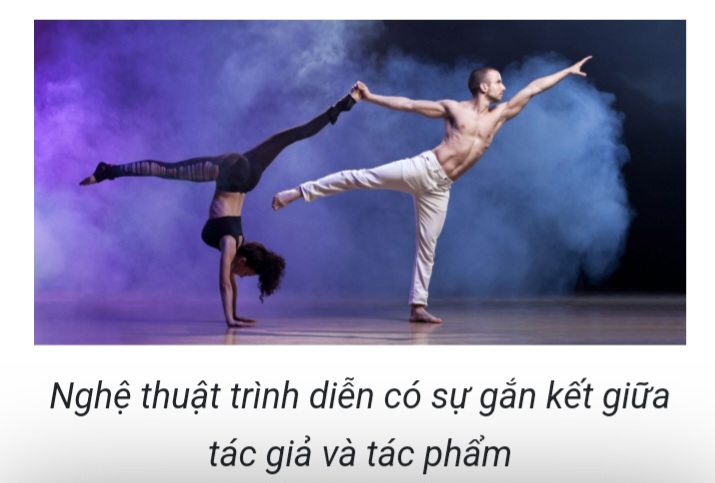 Nghệ thuật trình diễn có sự gắn kết giữa
tác giả và tác phẩm